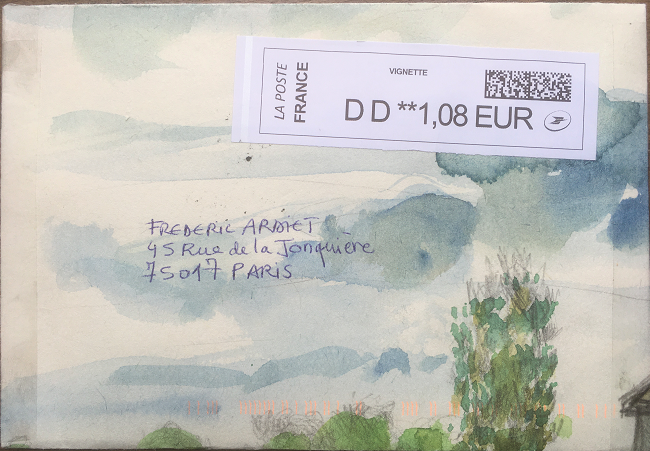 LA POSTE
FRANCE
VIGNETTE
DD **1,08 EUR
FREDERIC ARDIET
45 Rue de la Jonquière
75017 PARIS